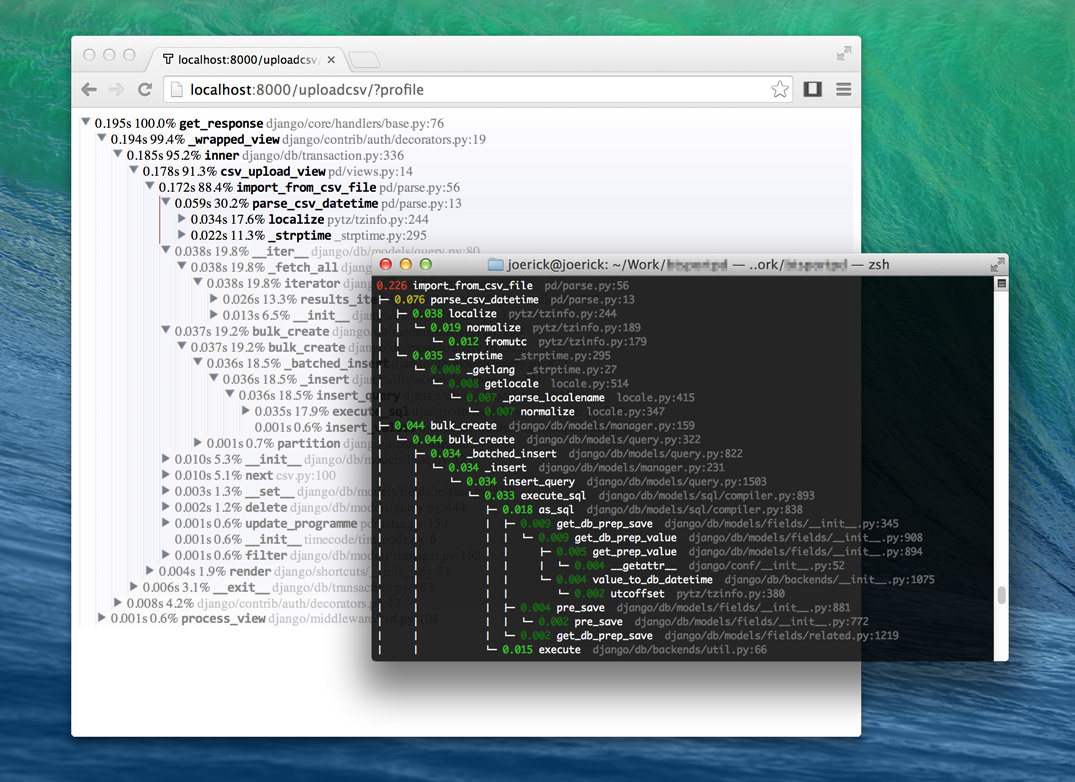 localhost:8000/uploadcsv/
localhost:8000/uploadcsv/?profile
0.195s 100.0% get_response django/core/handlers/base.py:76
0.194s 99.4% _wrapped_view django/contrib/auth/decorators.py:19
0.185s 95.2% inner django/db/transaction.py:336
0.178s 91.3% csv_upload_view pd/views.py:14
0.172s 88.4% import_from_csv_file pd/parse.py:56
0.059s 30.2% parse_csv_datetime pd/parse.py:13
0.034s 17.6% localize pytz/tzinfo.py:244
0.022s 11.3% _strptime _strptime.py:295
0.038s 19.8% __iter__ django/db/models/query.py:80
0.038s 19.8% _fetch_all django
0.038s 19.8% iterator
0.026s 13.3% results_ite
0.013s 6.5% __init__
0.037s 19.2% bulk_create django
0.037s 19.2% bulk_create
0.036s 18.5% _batched_insert
0.036s 18.5% _insert
0.036s 18.5% insert_query
0.035s 17.9% execute_sql
0.001s 0.6% insert_
0.001s 0.7% partition
0.010s 5.3% __init__ django/db/
0.010s 5.1% next csv.py:100
0.003s 1.3% __set__ django/db/models/fields/
0.002s 1.2% delete django/db/models/query.py:444
0.001s 0.6% update_programme pd/parse.py:159
0.001s 0.6% __init__ timecode/
0.001s 0.6% filter django/db/
0.004s 1.9% render django/shortcuts/
0.006s 3.1% __exit__ django/db/
0.008s 4.2% django/contrib/auth/decorators.py
0.001s 0.6% process_view django/middleware/
joerick@joerick: ~/Work/ — ..ork/ — zsh
0.226 import_from_csv_file pd/parse.py:56
0.076 parse_csv_datetime pd/parse.py:13
0.038 localize pytz/tzinfo.py:244
0.019 normalize pytz/tzinfo.py:189
0.012 fromutc pytz/tzinfo.py:179
0.035 _strptime _strptime.py:295
0.008 _getlang _strptime.py:27
0.008 getlocale locale.py:514
0.007 _parse_localename locale.py:415
0.007 normalize locale.py:347
0.044 bulk_create django/db/models/manager.py:159
0.044 bulk_create django/db/models/query.py:322
0.034 _batched_insert django/db/models/query.py:822
0.034 _insert django/db/models/manager.py:231
0.034 insert_query django/db/models/query.py:1503
0.033 execute_sql django/db/models/sql/compiler.py:893
0.018 as_sql django/db/models/sql/compiler.py:838
0.009 get_db_prep_save django/db/models/fields/__init__.py:345
0.009 get_db_prep_value django/db/models/fields/__init__.py:908
0.005 get_prep_value django/db/models/fields/__init__.py:894
0.004 __getattr__ django/conf/__init__.py:52
0.004 value_to_db_datetime django/db/backends/__init__.py:1075
0.002 utcoffset pytz/tzinfo.py:380
0.004 pre_save django/db/models/fields/__init__.py:881
0.002 pre_save django/db/models/fields/__init__.py:772
0.002 get_db_prep_save django/db/models/fields/related.py:1219
0.015 execute django/db/backends/util.py:66